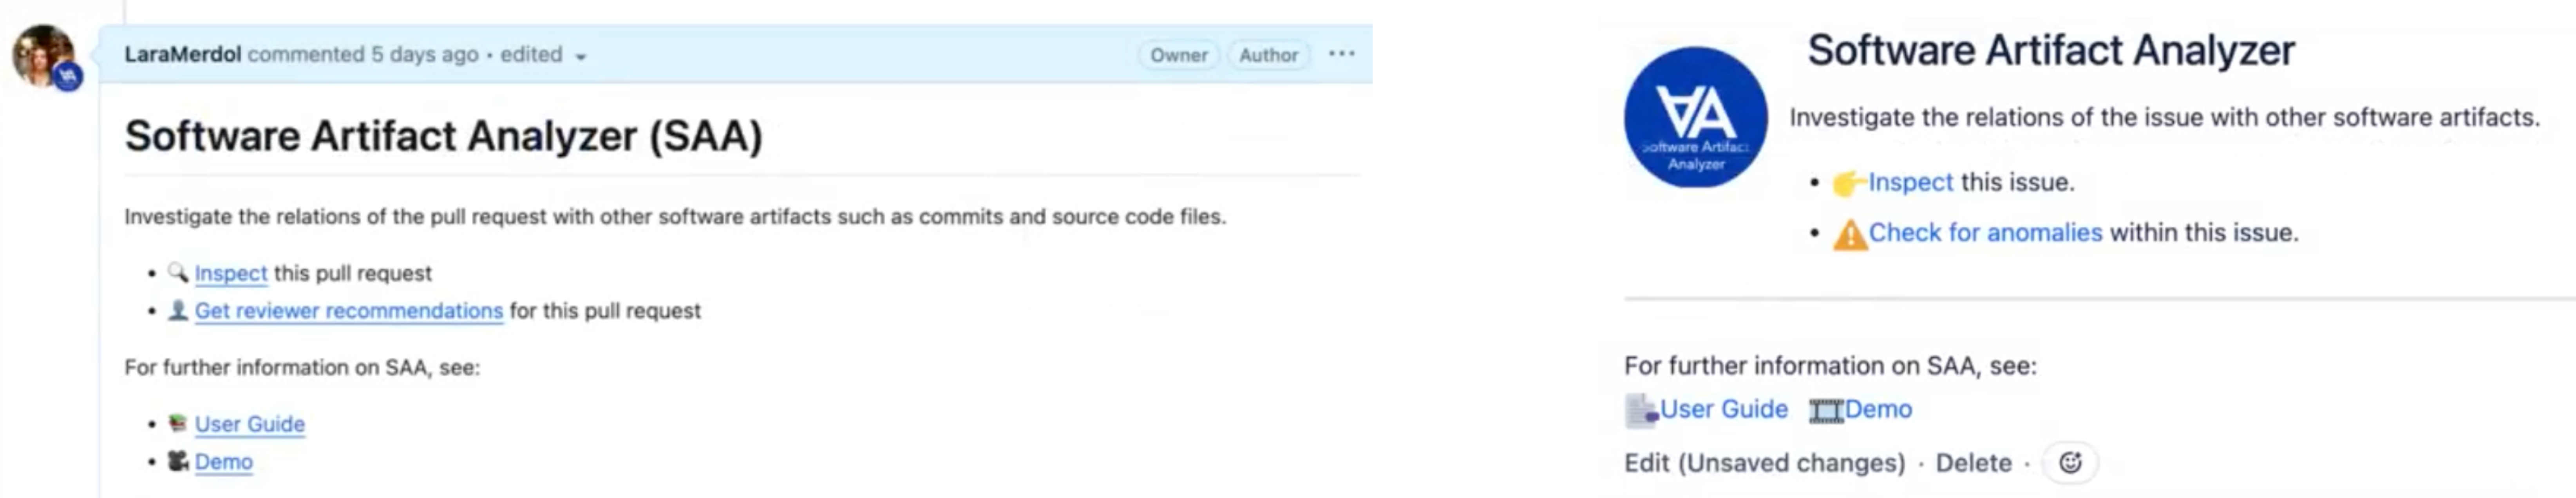 LaraMerdol commented 5 days ago • edited
Owner
Author
Software Artifact Analyzer (SAA)
Investigate the relations of the pull request with other software artifacts such as commits and source code files.
• Inspect this pull request
• Get reviewer recommendations for this pull request
For further information on SAA, see:
• User Guide
• Demo
Software Artifact Analyzer
Software Artifact
Analyzer
Investigate the relations of the issue with other software artifacts.
• Inspect this issue.
• Check for anomalies within this issue.
For further information on SAA, see:
User Guide Demo
Edit (Unsaved changes) · Delete ·